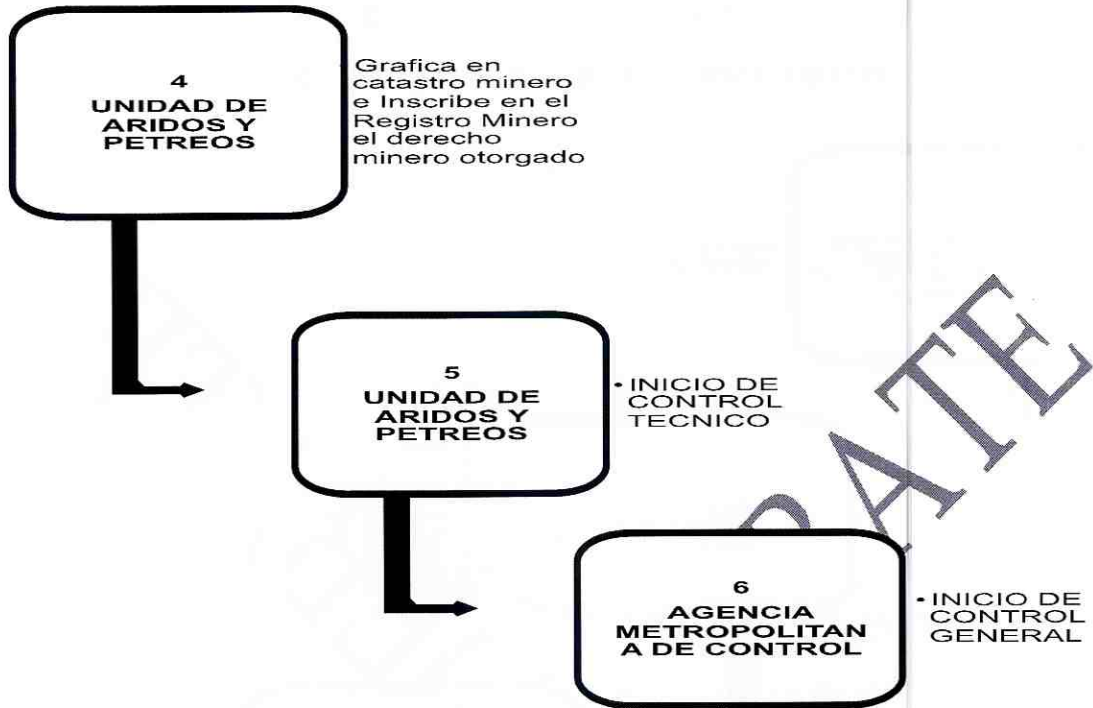 4
UNIDAD DE
ARIDOS Y
PETREOS
Grafica en
catastro minero
e Inscribe en el
Registro Minero
el derecho
minero otorgado
5
UNIDAD DE
ARIDOS Y
PETREOS
• INICIO DE
CONTROL
TECNICO
6
AGENCIA
METROPOLITAN
A DE CONTROL
• INICIO DE
CONTROL
GENERAL